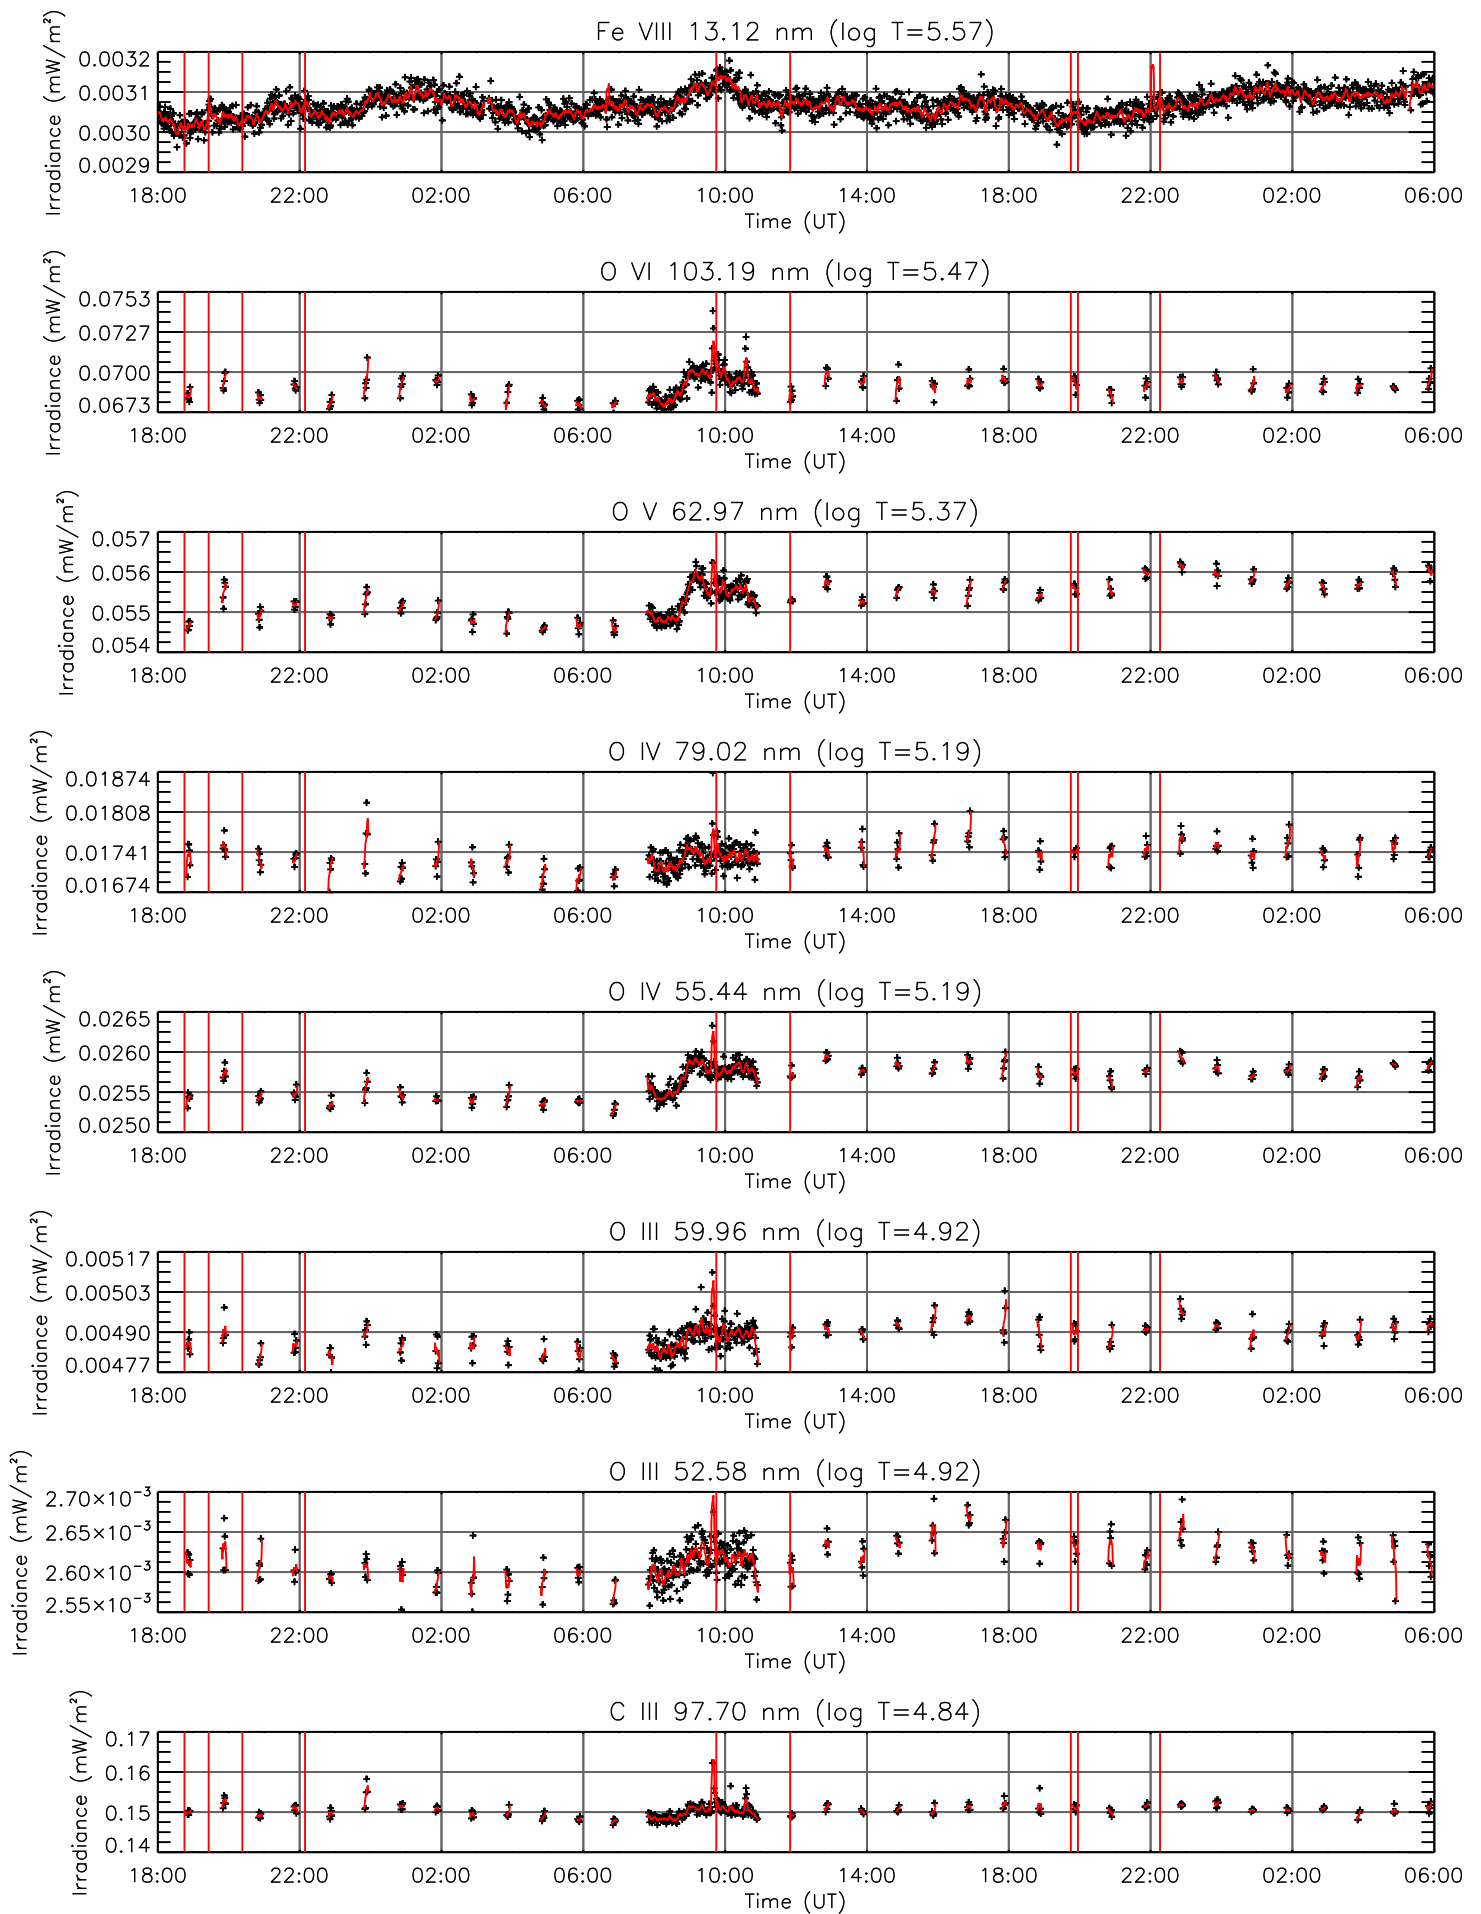 Fe VIII 13.12 nm (log T=5.57)
Irradiance (mW/m²)
0.0032
0.0031
0.0030
0.0029
18:00 22:00 02:00 06:00 10:00 14:00 18:00 22:00 02:00 06:00
Time (UT)
O VI 103.19 nm (log T=5.47)
Irradiance (mW/m²)
0.0753
0.0727
0.0700
0.0673
18:00 22:00 02:00 06:00 10:00 14:00 18:00 22:00 02:00 06:00
Time (UT)
O V 62.97 nm (log T=5.37)
Irradiance (mW/m²)
0.057
0.056
0.055
0.054
18:00 22:00 02:00 06:00 10:00 14:00 18:00 22:00 02:00 06:00
Time (UT)
O IV 79.02 nm (log T=5.19)
Irradiance (mW/m²)
0.01874
0.01808
0.01741
0.01674
18:00 22:00 02:00 06:00 10:00 14:00 18:00 22:00 02:00 06:00
Time (UT)
O IV 55.44 nm (log T=5.19)
Irradiance (mW/m²)
0.0265
0.0260
0.0255
0.0250
18:00 22:00 02:00 06:00 10:00 14:00 18:00 22:00 02:00 06:00
Time (UT)
O III 59.96 nm (log T=4.92)
Irradiance (mW/m²)
0.00517
0.00503
0.00490
0.00477
18:00 22:00 02:00 06:00 10:00 14:00 18:00 22:00 02:00 06:00
Time (UT)
O III 52.58 nm (log T=4.92)
Irradiance (mW/m²)
2.70×10⁻³
2.65×10⁻³
2.60×10⁻³
2.55×10⁻³
18:00 22:00 02:00 06:00 10:00 14:00 18:00 22:00 02:00 06:00
Time (UT)
C III 97.70 nm (log T=4.84)
Irradiance (mW/m²)
0.17
0.16
0.15
0.14
18:00 22:00 02:00 06:00 10:00 14:00 18:00 22:00 02:00 06:00
Time (UT)